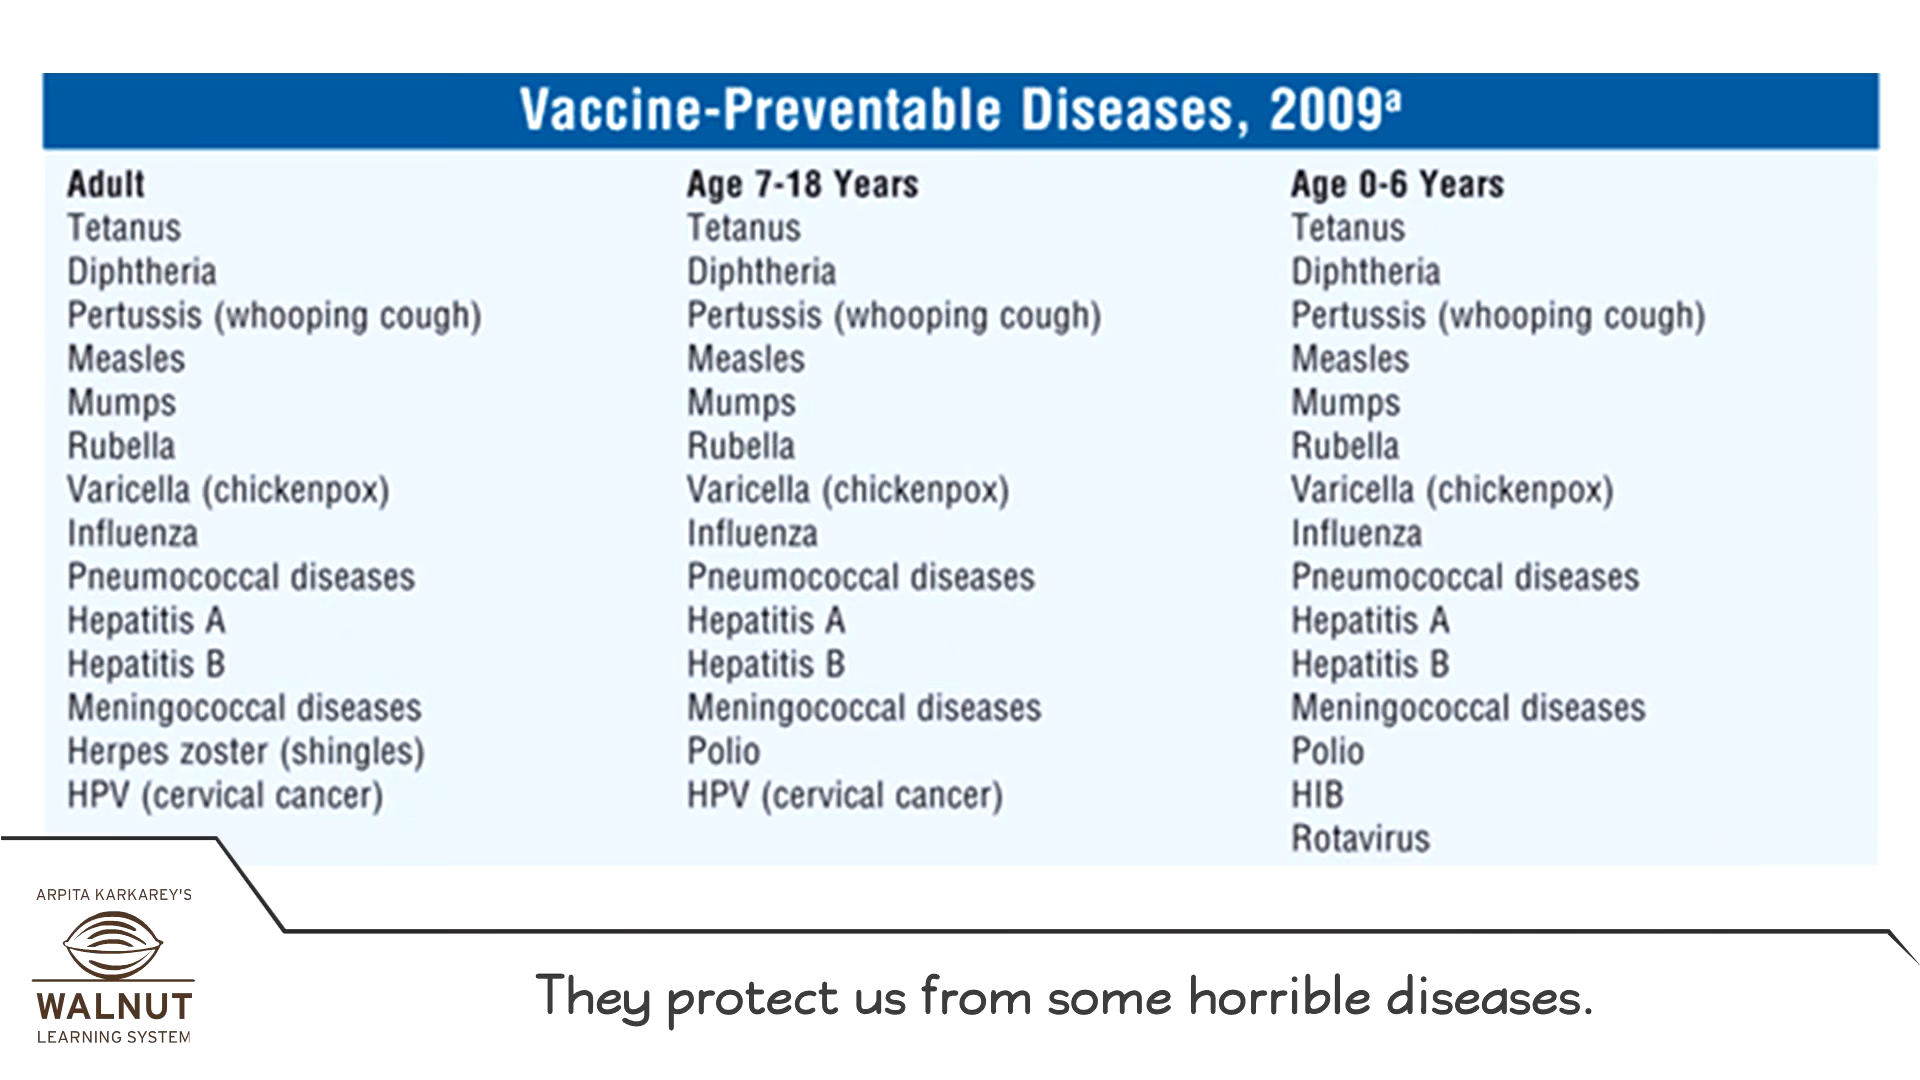 Vaccine-Preventable Diseases, 2009ᵃ
Adult
Tetanus
Diphtheria
Pertussis (whooping cough)
Measles
Mumps
Rubella
Varicella (chickenpox)
Influenza
Pneumococcal diseases
Hepatitis A
Hepatitis B
Meningococcal diseases
Herpes zoster (shingles)
HPV (cervical cancer)
Age 7-18 Years
Tetanus
Diphtheria
Pertussis (whooping cough)
Measles
Mumps
Rubella
Varicella (chickenpox)
Influenza
Pneumococcal diseases
Hepatitis A
Hepatitis B
Meningococcal diseases
Polio
HPV (cervical cancer)
Age 0-6 Years
Tetanus
Diphtheria
Pertussis (whooping cough)
Measles
Mumps
Rubella
Varicella (chickenpox)
Influenza
Pneumococcal diseases
Hepatitis A
Hepatitis B
Meningococcal diseases
Polio
HIB
Rotavirus
ARPITA KARKAREY'S
WALNUT
LEARNING SYSTEM
They protect us from some horrible diseases.